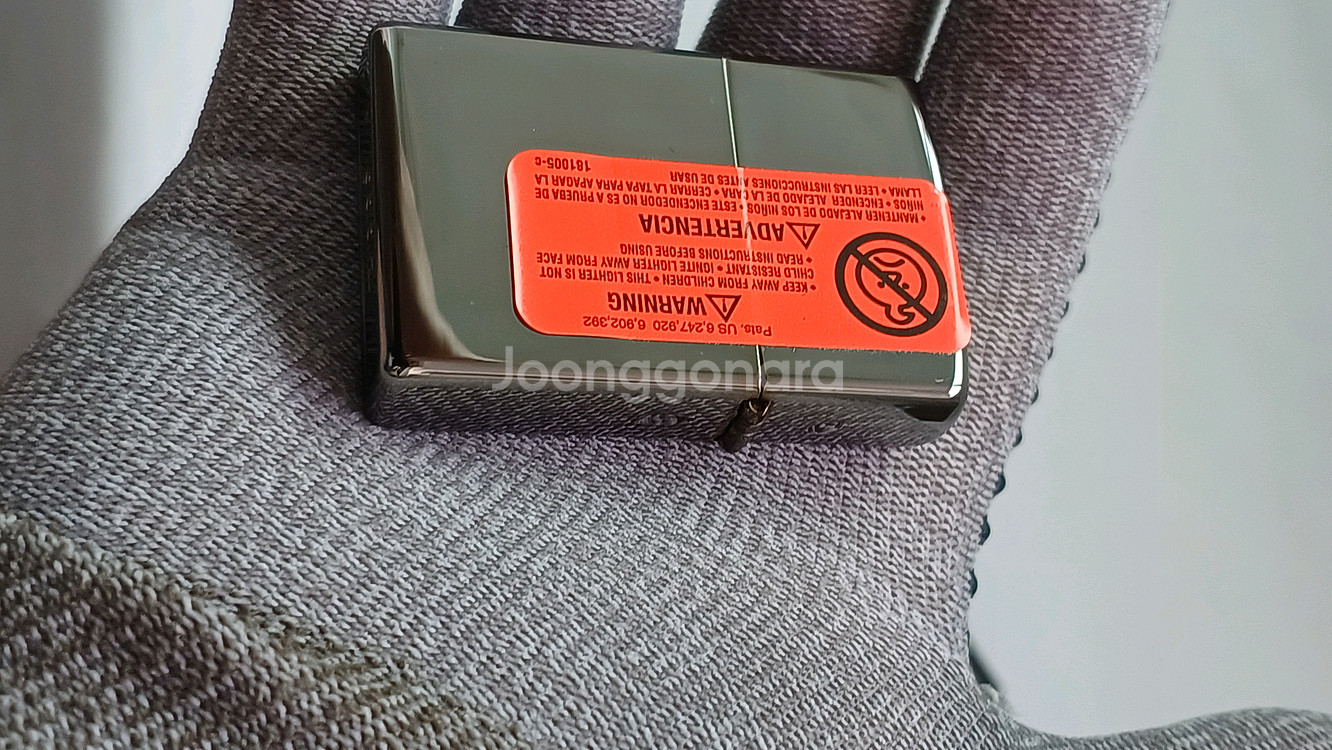 Pats. US 6,247,920 6,902,392
WARNING
• KEEP AWAY FROM CHILDREN • THIS LIGHTER IS NOT
CHILD RESISTANT • IGNITE LIGHTER AWAY FROM FACE
• READ INSTRUCTIONS BEFORE USING
ADVERTENCIA
• MANTENER ALEJADO DE LOS NIÑOS • ESTE ENCENDEDOR NO ES A PRUEBA DE
NIÑOS • ENCENDER ALEJADO DE LA CARA • CERRAR LA TAPA PARA APAGAR LA
LLAMA • LEER LAS INSTRUCCIONES ANTES DE USAR
181005-c
Joonggonara